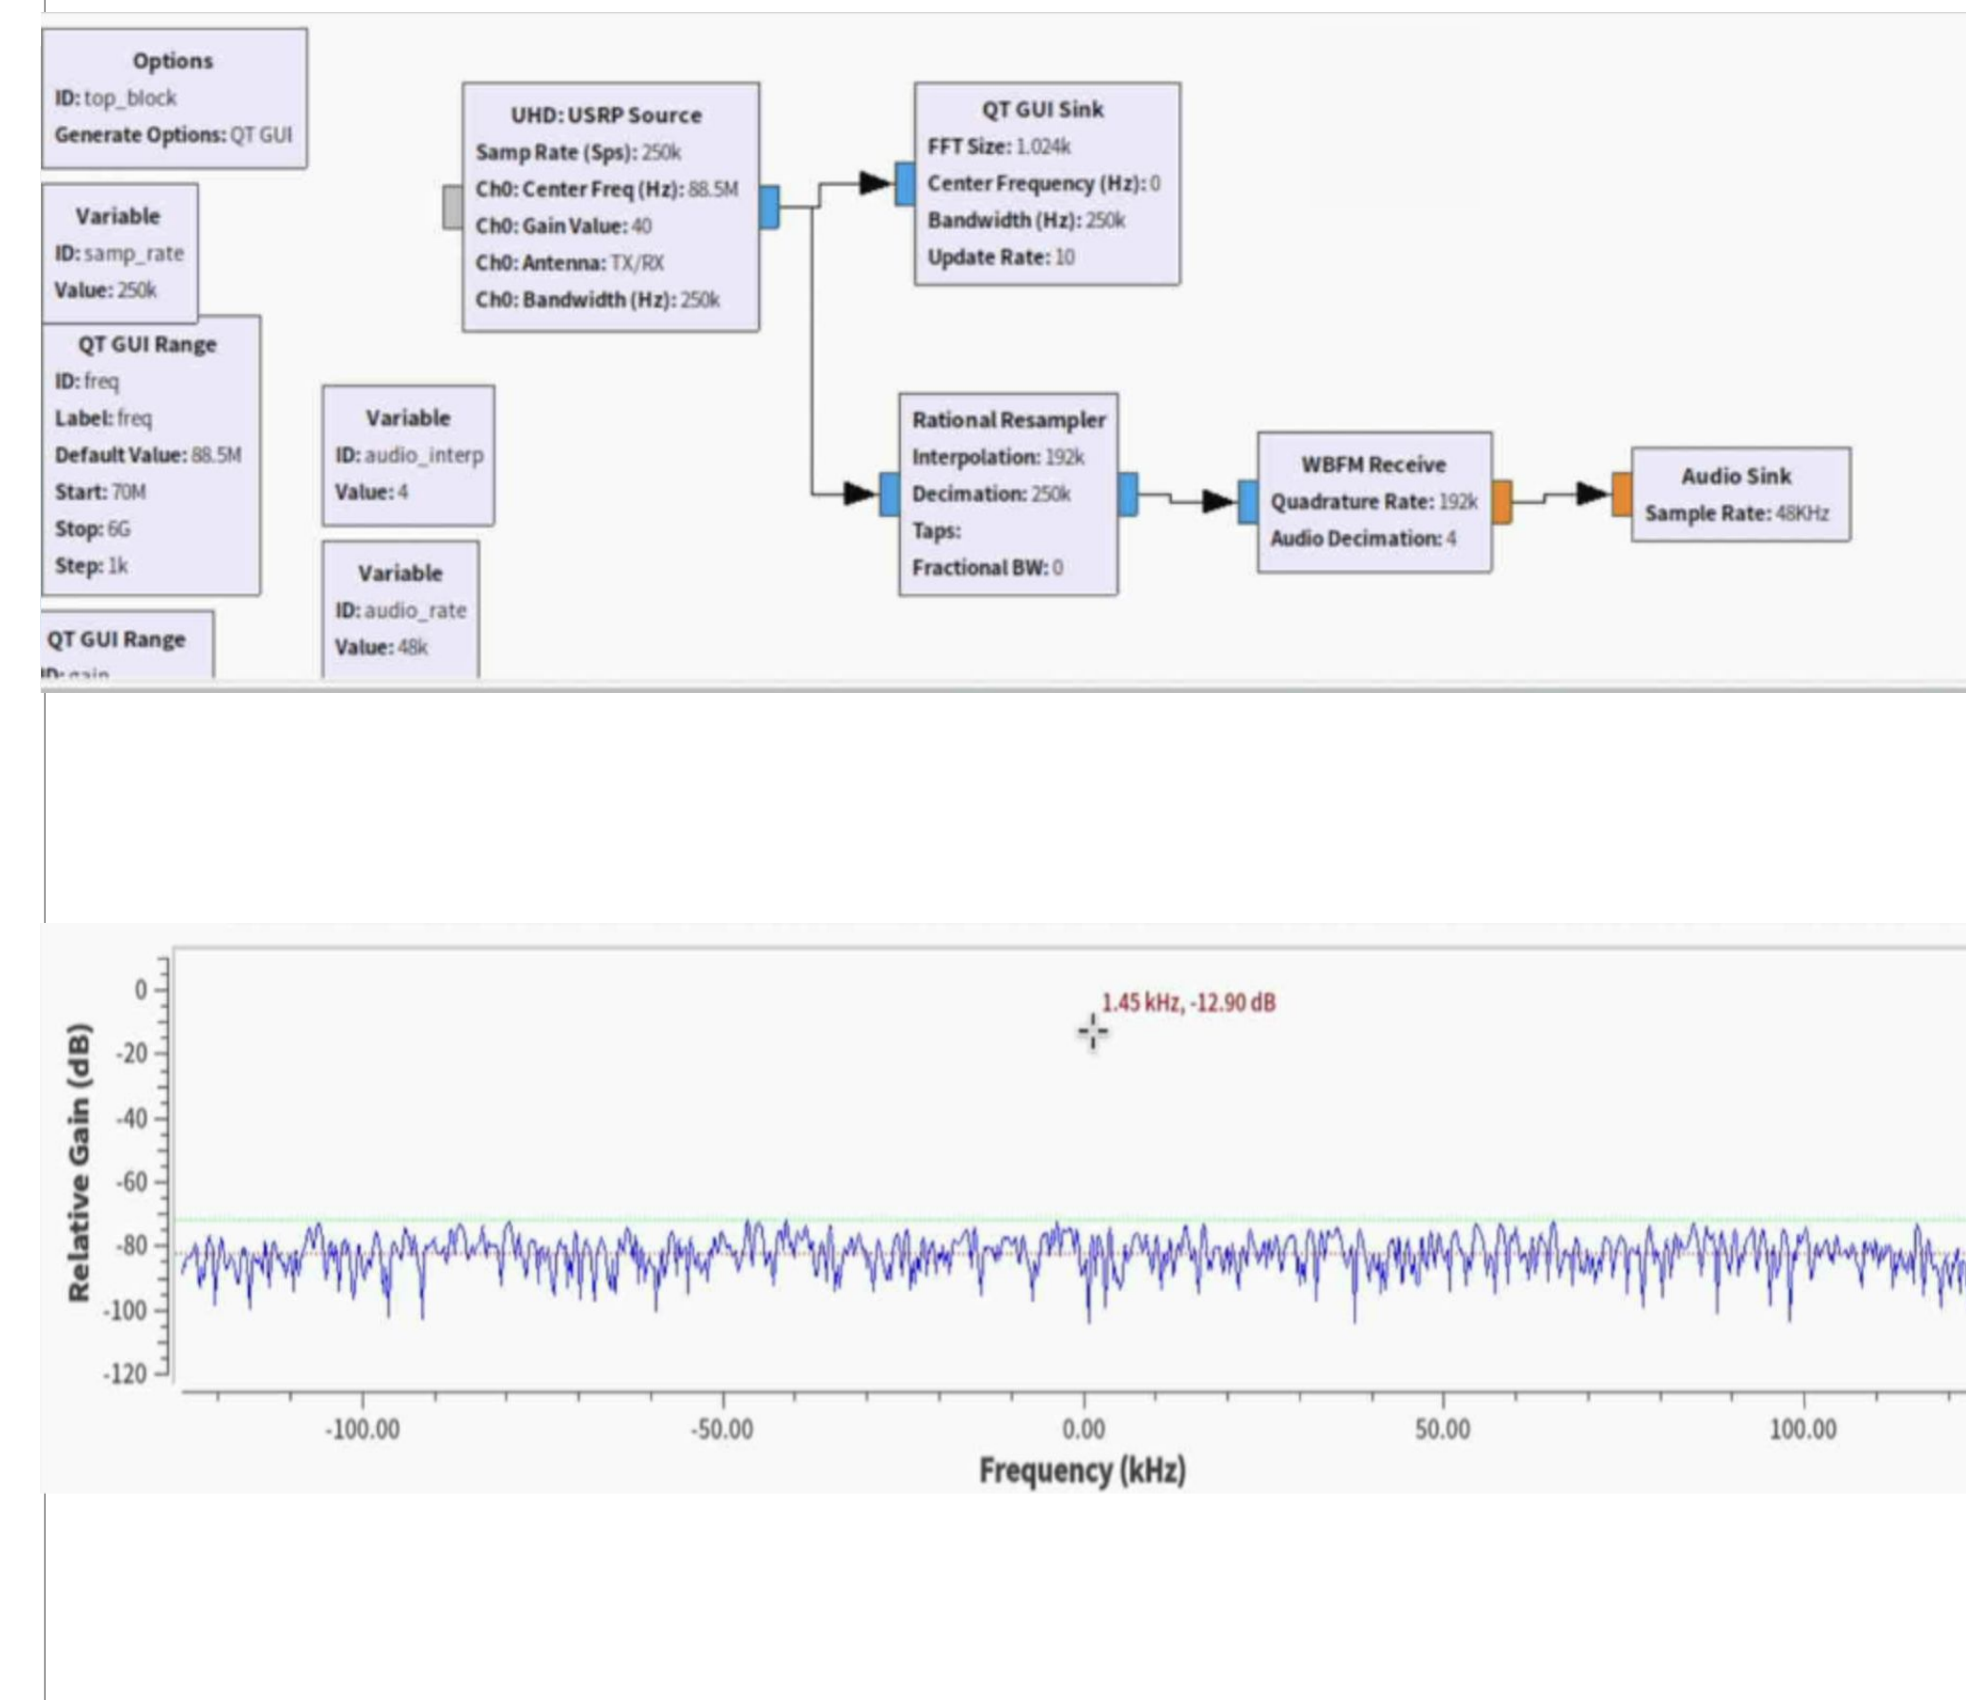 Options
ID: top_block
Generate Options: QT GUI
Variable
ID: samp_rate
Value: 250k
QT GUI Range
ID: freq
Label: freq
Default Value: 88.5M
Start: 70M
Stop: 6G
Step: 1k
QT GUI Range
ID: gain
Variable
ID: audio_interp
Value: 4
Variable
ID: audio_rate
Value: 48k
UHD: USRP Source
Samp Rate (Sps): 250k
Ch0: Center Freq (Hz): 88.5M
Ch0: Gain Value: 40
Ch0: Antenna: TX/RX
Ch0: Bandwidth (Hz): 250k
QT GUI Sink
FFT Size: 1.024k
Center Frequency (Hz): 0
Bandwidth (Hz): 250k
Update Rate: 10
Rational Resampler
Interpolation: 192k
Decimation: 250k
Taps:
Fractional BW: 0
WBFM Receive
Quadrature Rate: 192k
Audio Decimation: 4
Audio Sink
Sample Rate: 48KHz
Relative Gain (dB)
0
-20
-40
-60
-80
-100
-120
1.45 kHz, -12.90 dB
-100.00
-50.00
0.00
50.00
100.00
Frequency (kHz)